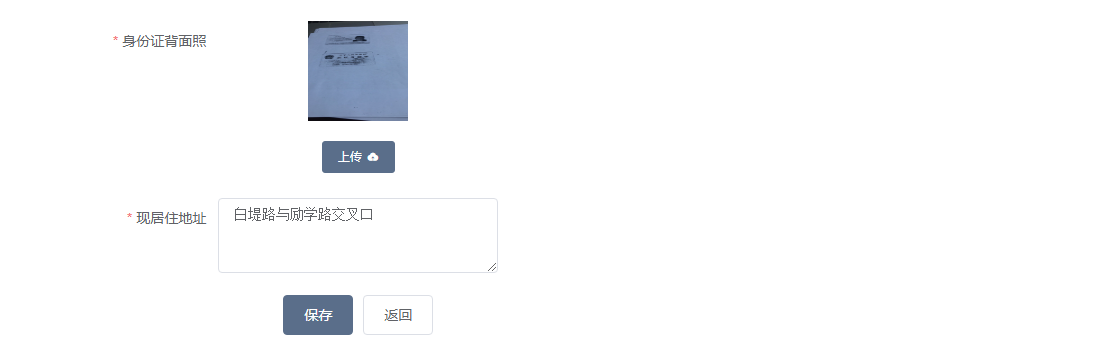 * 身份证背面照
上传
* 现居住地址
白堤路与励学路交叉口
保存 返回